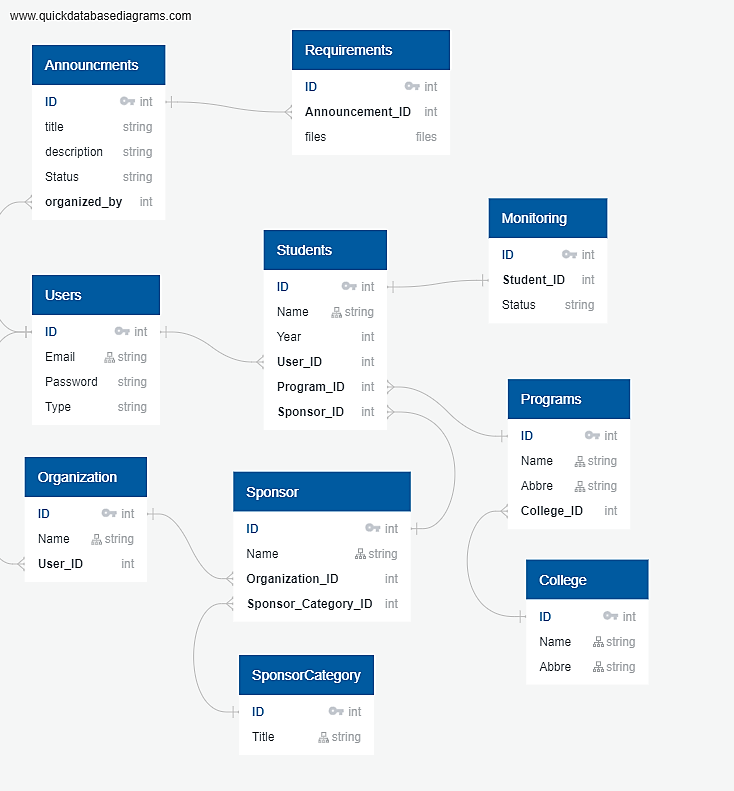 www.quickdatabasediagrams.com
Announcments
ID int
title string
description string
Status string
organized_by int
Requirements
ID int
Announcement_ID int
files files
Students
ID int
Name string
Year int
User_ID int
Program_ID int
Sponsor_ID int
Monitoring
ID int
Student_ID int
Status string
Users
ID int
Email string
Password string
Type string
Programs
ID int
Name string
Abbre string
College_ID int
Organization
ID int
Name string
User_ID int
Sponsor
ID int
Name string
Organization_ID int
Sponsor_Category_ID int
College
ID int
Name string
Abbre string
SponsorCategory
ID int
Title string